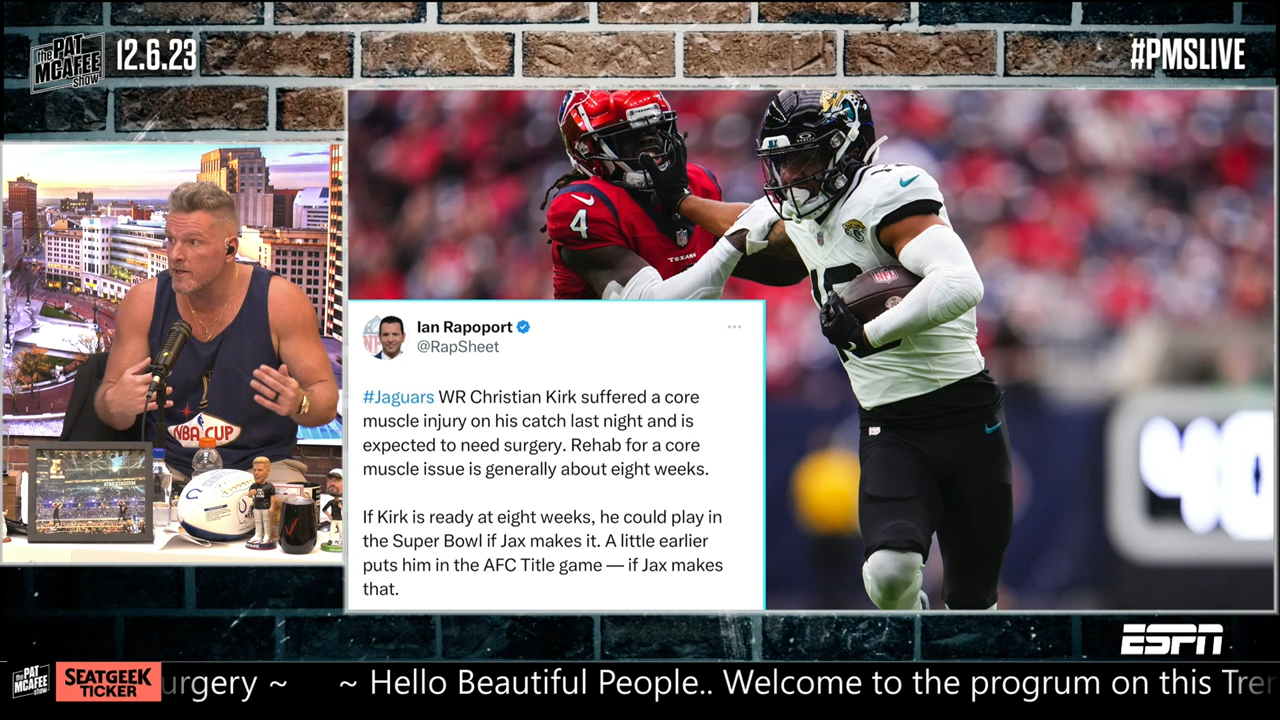 the PAT MCAFEE show
12.6.23
#PMSLIVE
4
TEXANS
NFL
NBA CUP
Ian Rapoport
@RapSheet
#Jaguars WR Christian Kirk suffered a core
muscle injury on his catch last night and is
expected to need surgery. Rehab for a core
muscle issue is generally about eight weeks.
If Kirk is ready at eight weeks, he could play in
the Super Bowl if Jax makes it. A little earlier
puts him in the AFC Title game — if Jax makes
that.
ESPN
the PAT MCAFEE show
SEATGEEK
TICKER
urgery ~ ~ Hello Beautiful People.. Welcome to the progrum on this Tre